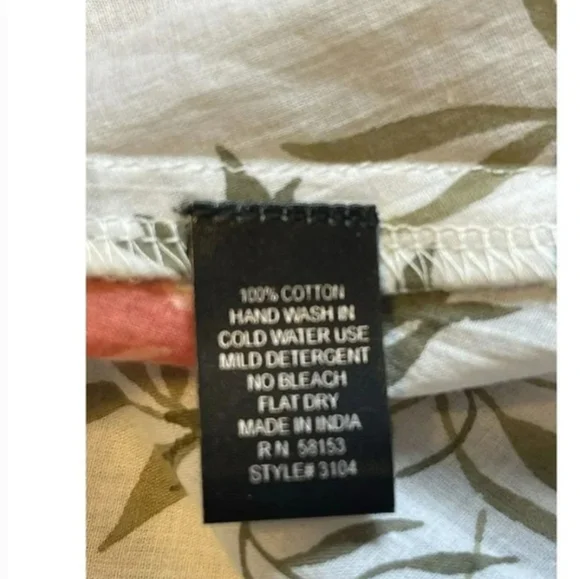 100% COTTON
HAND WASH IN
COLD WATER USE
MILD DETERGENT
NO BLEACH
FLAT DRY
MADE IN INDIA
RN 58153
STYLE# 3104